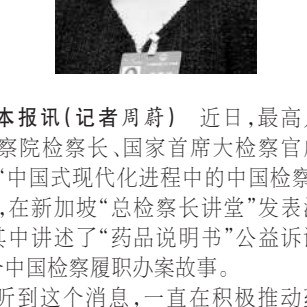 本报讯(记者周蔚) 近日,最高
察院检察长、国家首席大检察官
“中国式现代化进程中的中国检察
,在新加坡“总检察长讲堂”发表
其中讲述了“药品说明书”公益诉
中国检察履职办案故事。
听到这个消息,一直在积极推动